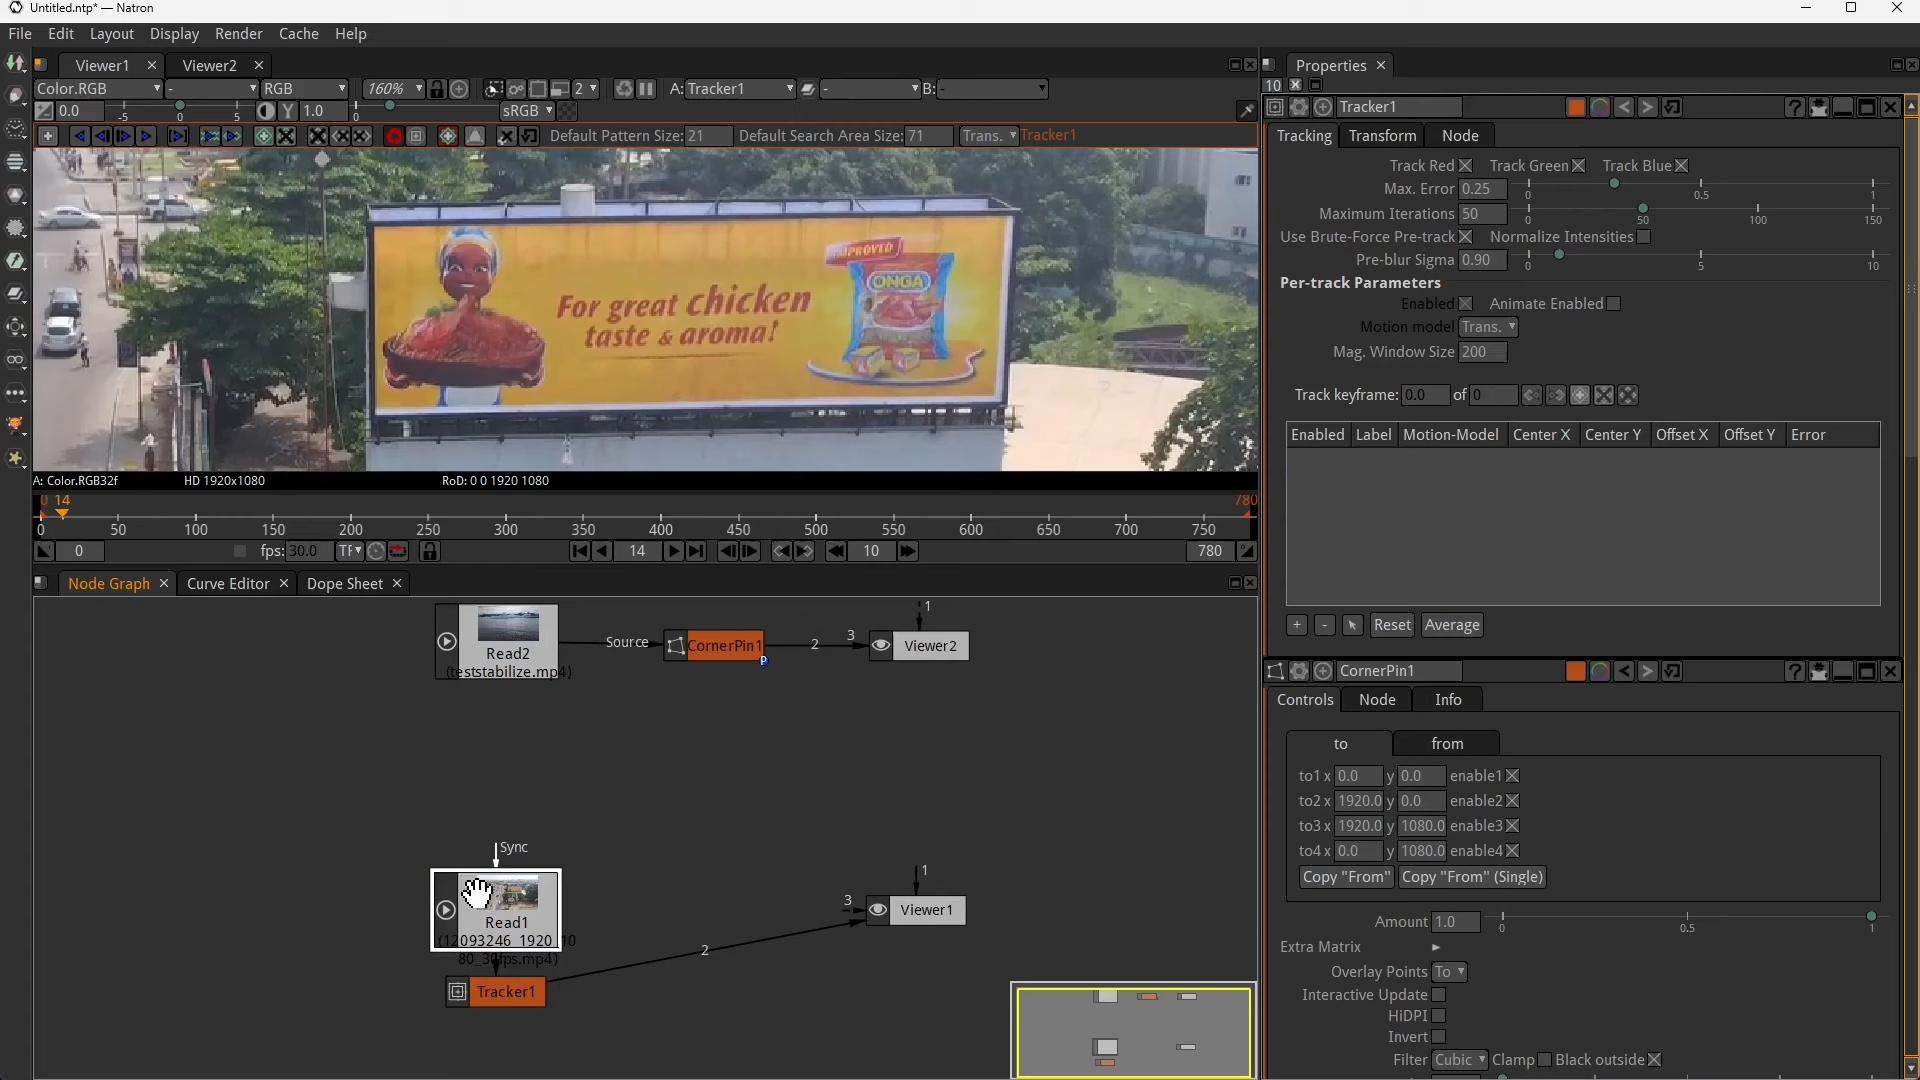 Untitled.ntp* — Natron
File Edit Layout Display Render Cache Help
Viewer1 Viewer2
Color.RGB - RGB 160% 2 A: Tracker1 - B: -
0.0 -5 0 5 Y 1.0 0 sRGB
Default Pattern Size: 21 Default Search Area Size: 71 Trans. Tracker1
IMPROVED
ONGA
For great chicken
taste & aroma!
A: Color.RGB32f HD 1920x1080 RoD: 0 0 1920 1080
0 14 780
0 50 100 150 200 250 300 350 400 450 500 550 600 650 700 750
0 fps: 30.0 TF 14 10 780
Node Graph Curve Editor Dope Sheet
Read2
(teststabilize.mp4)
Source
CornerPin1
P
2
3
1
Viewer2
Sync
Read1
(12093246_1920_10
80_30fps.mp4)
Tracker1
2
3
1
Viewer1
Properties
10
Tracker1
Tracking Transform Node
Track Red Track Green Track Blue
Max. Error 0.25 0 0.5 1
Maximum Iterations 50 0 50 100 150
Use Brute-Force Pre-track Normalize Intensities
Pre-blur Sigma 0.90 0 5 10
Per-track Parameters
Enabled Animate Enabled
Motion model Trans.
Mag. Window Size 200
Track keyframe: 0.0 of 0
Enabled Label Motion-Model Center X Center Y Offset X Offset Y Error
+ - Reset Average
CornerPin1
Controls Node Info
to from
to1 x 0.0 y 0.0 enable1
to2 x 1920.0 y 0.0 enable2
to3 x 1920.0 y 1080.0 enable3
to4 x 0.0 y 1080.0 enable4
Copy "From" Copy "From" (Single)
Amount 1.0 0 0.5 1
Extra Matrix
Overlay Points To
Interactive Update
HiDPI
Invert
Filter Cubic Clamp Black outside